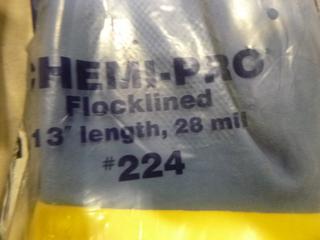 CHEMI-PRO
Flocklined
13" length, 28 mil
#224